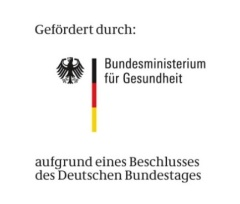 Gefördert durch:
Bundesministerium
für Gesundheit
aufgrund eines Beschlusses
des Deutschen Bundestages